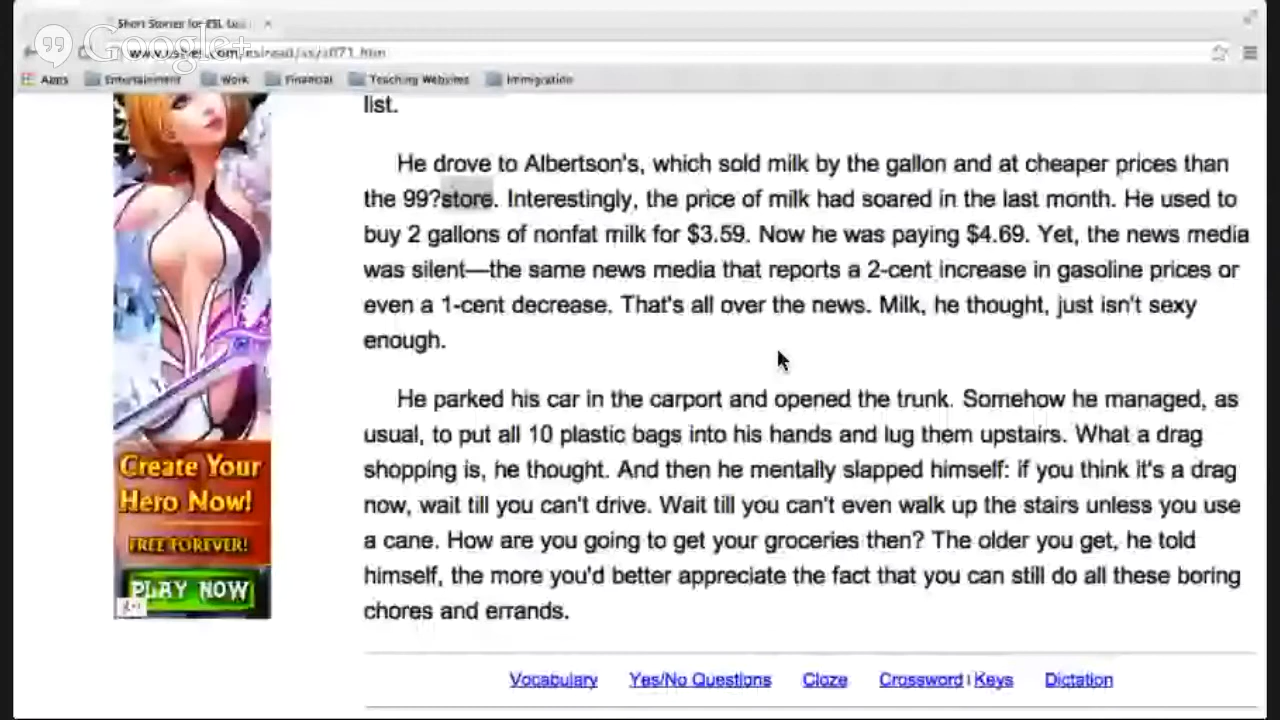 Short Stories for ESL
Google+
Apps Entertainment Work Financial Teaching Websites Immigration
list.
He drove to Albertson's, which sold milk by the gallon and at cheaper prices than
the 99?store. Interestingly, the price of milk had soared in the last month. He used to
buy 2 gallons of nonfat milk for $3.59. Now he was paying $4.69. Yet, the news media
was silent—the same news media that reports a 2-cent increase in gasoline prices or
even a 1-cent decrease. That's all over the news. Milk, he thought, just isn't sexy
enough.
He parked his car in the carport and opened the trunk. Somehow he managed, as
usual, to put all 10 plastic bags into his hands and lug them upstairs. What a drag
shopping is, he thought. And then he mentally slapped himself: if you think it's a drag
now, wait till you can't drive. Wait till you can't even walk up the stairs unless you use
a cane. How are you going to get your groceries then? The older you get, he told
himself, the more you'd better appreciate the fact that you can still do all these boring
chores and errands.
Create Your
Hero Now!
FREE FOREVER!
PLAY NOW
Vocabulary Yes/No Questions Cloze Crossword Keys Dictation